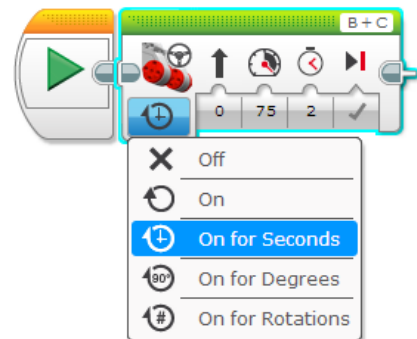 B + C
0 75 2
Off
On
On for Seconds
90° On for Degrees
# On for Rotations